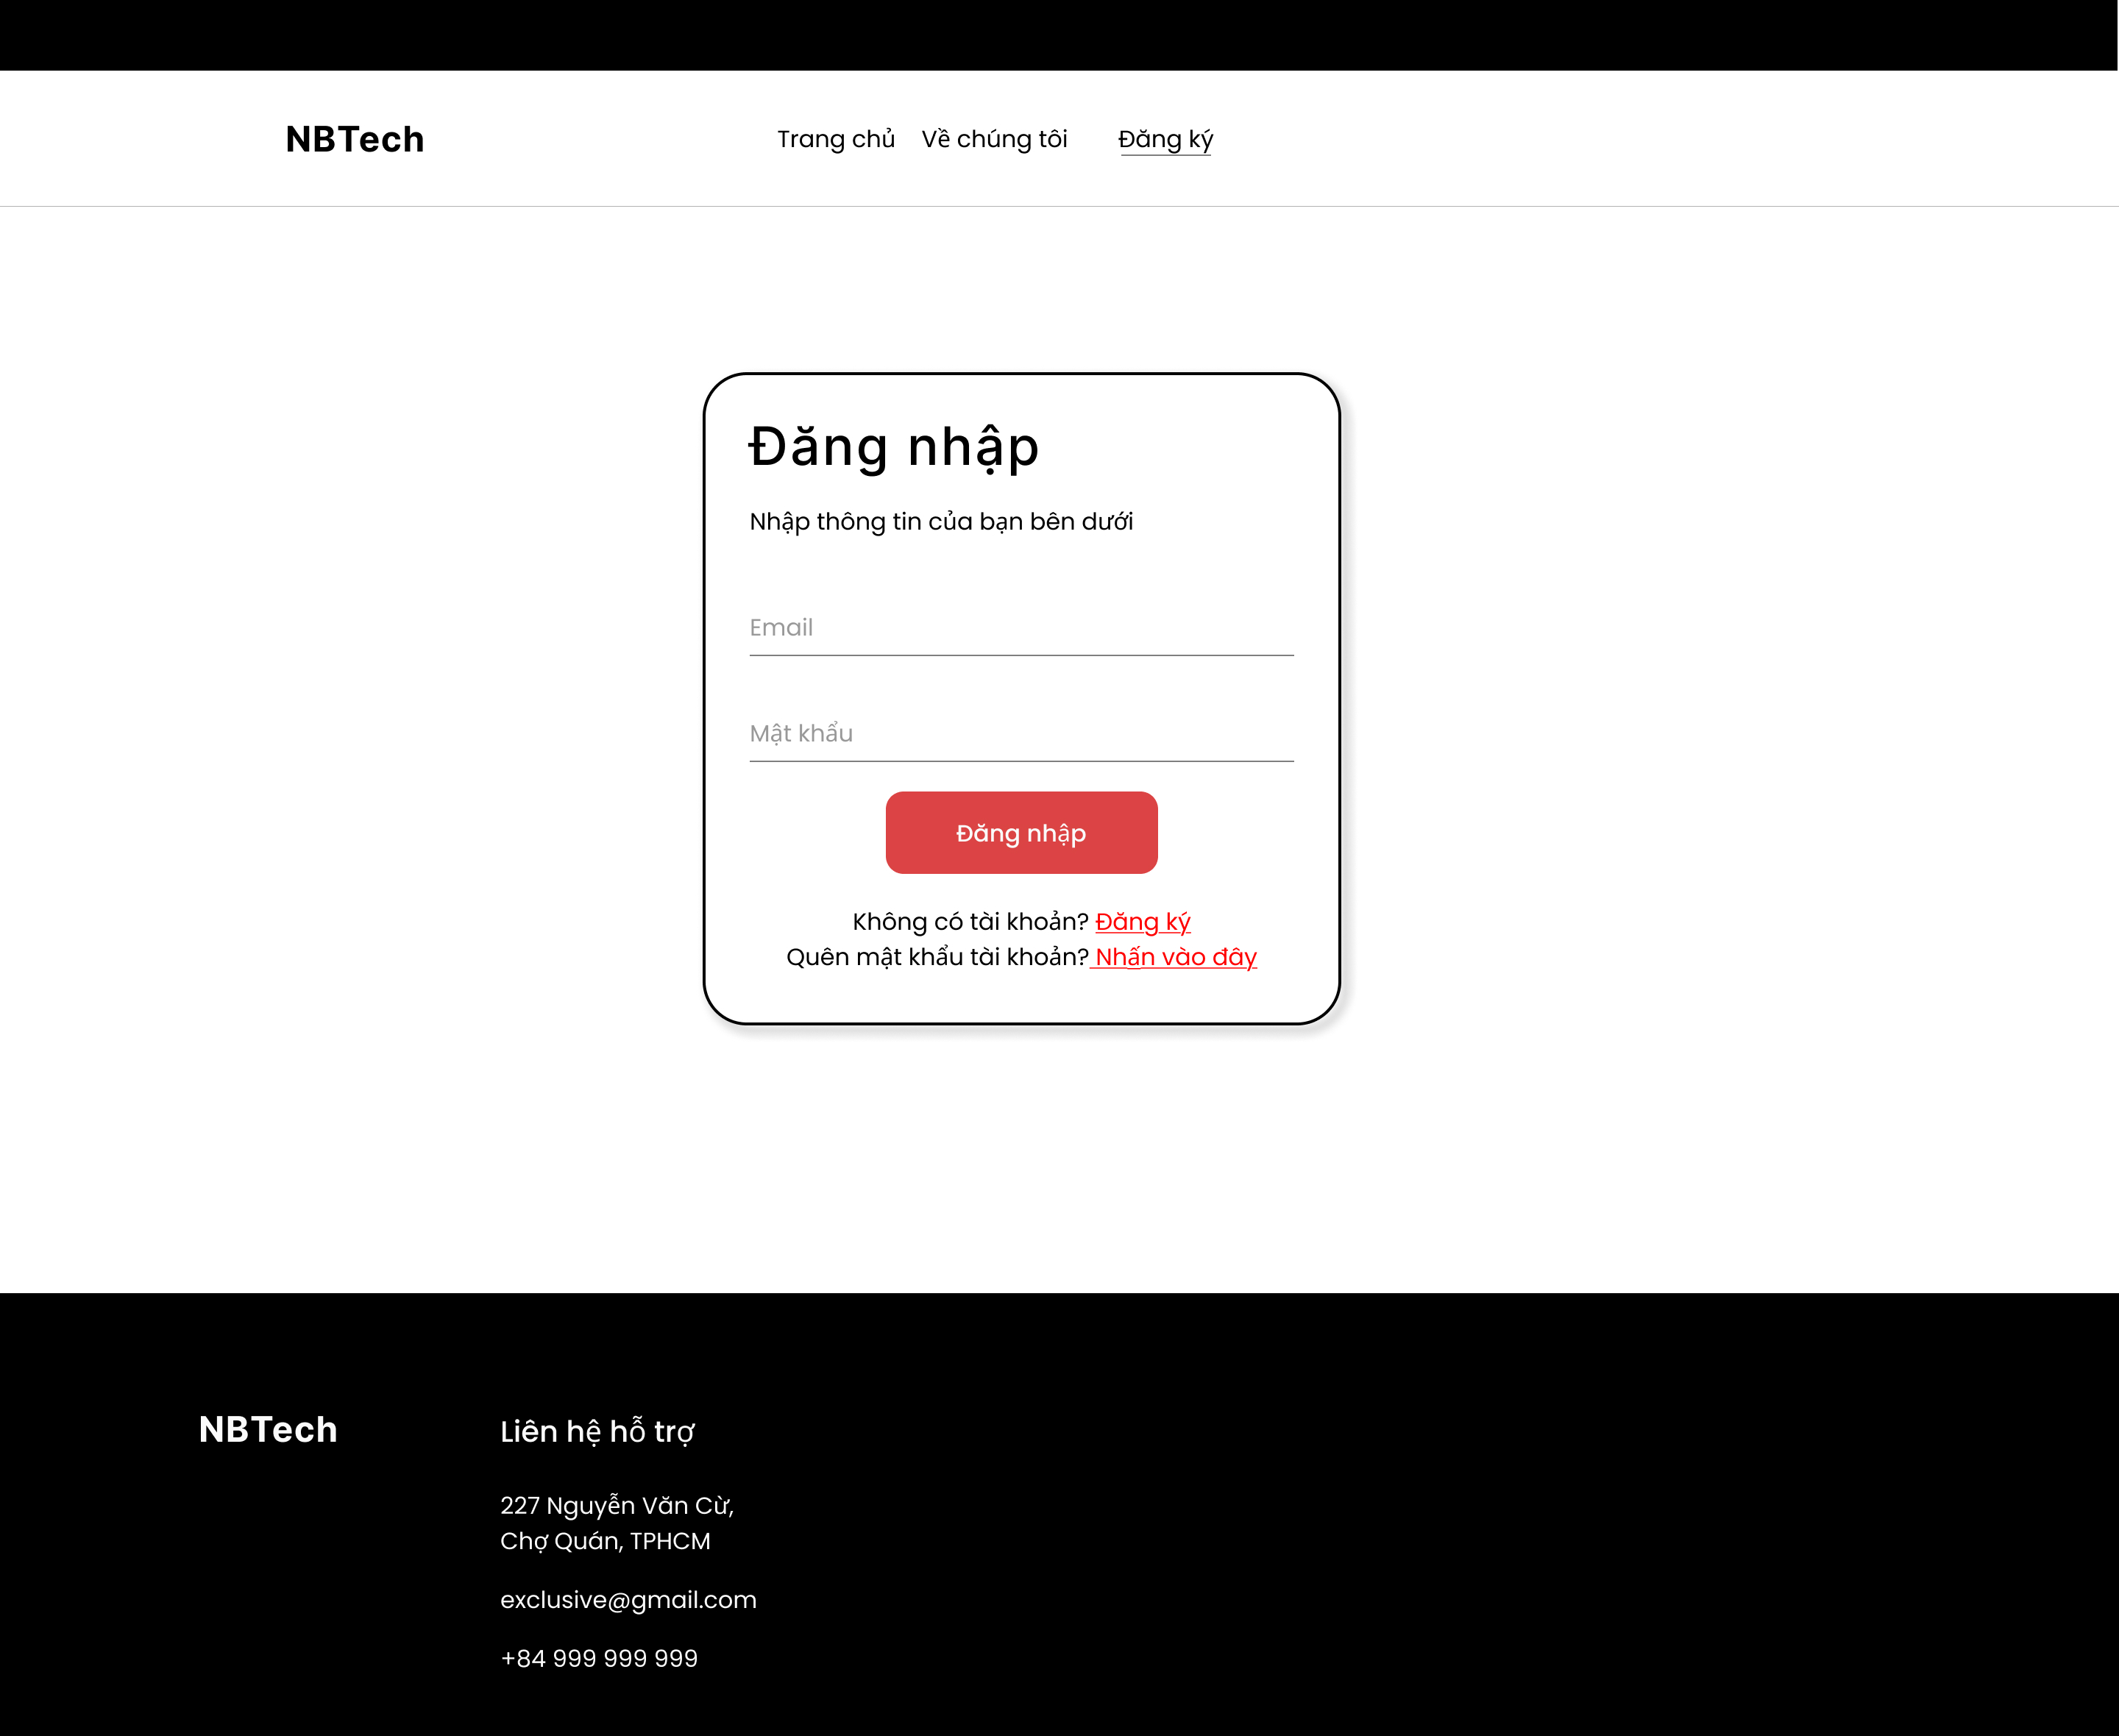 NBTech
Trang chủ Về chúng tôi Đăng ký
Đăng nhập
Nhập thông tin của bạn bên dưới
Email
Mật khẩu
Đăng nhập
Không có tài khoản? Đăng ký
Quên mật khẩu tài khoản? Nhấn vào đây
NBTech
Liên hệ hỗ trợ
227 Nguyễn Văn Cừ,
Chợ Quán, TPHCM
exclusive@gmail.com
+84 999 999 999